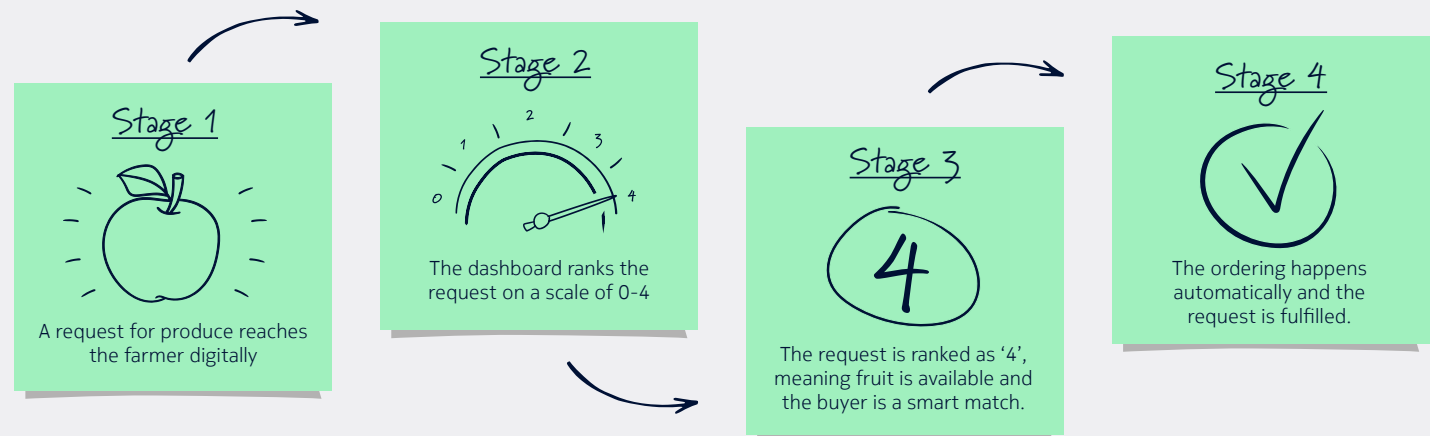 Stage 1
A request for produce reaches
the farmer digitally
Stage 2
0
1
2
3
4
The dashboard ranks the
request on a scale of 0-4
Stage 3
4
The request is ranked as ‘4’,
meaning fruit is available and
the buyer is a smart match.
Stage 4
The ordering happens
automatically and the
request is fulfilled.